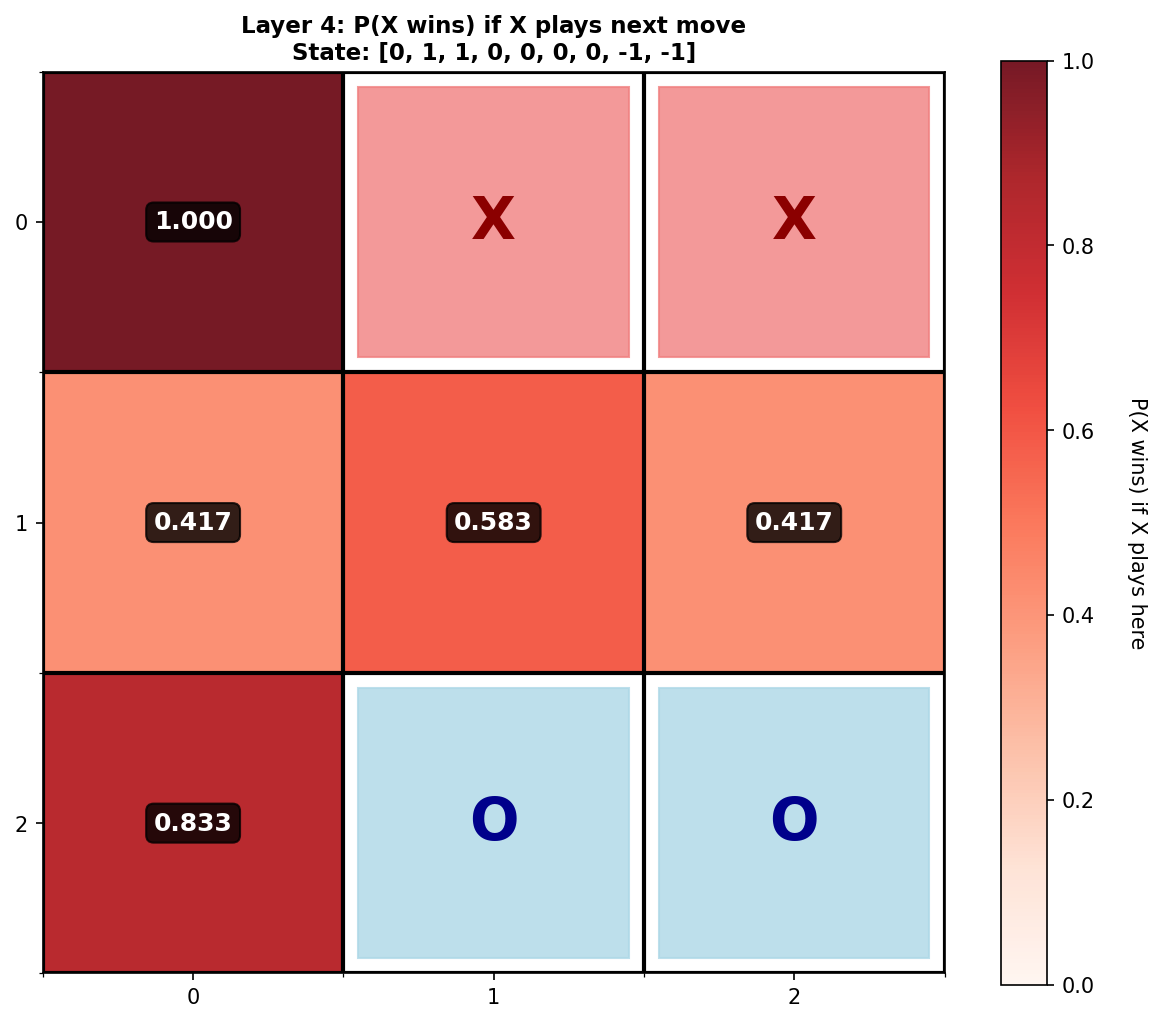 Layer 4: P(X wins) if X plays next move
State: [0, 1, 1, 0, 0, 0, 0, -1, -1]
0
1.000
X
X
1
0.417
0.583
0.417
2
0.833
O
O
0
1
2
1.0
0.8
0.6
0.4
0.2
0.0
P(X wins) if X plays here